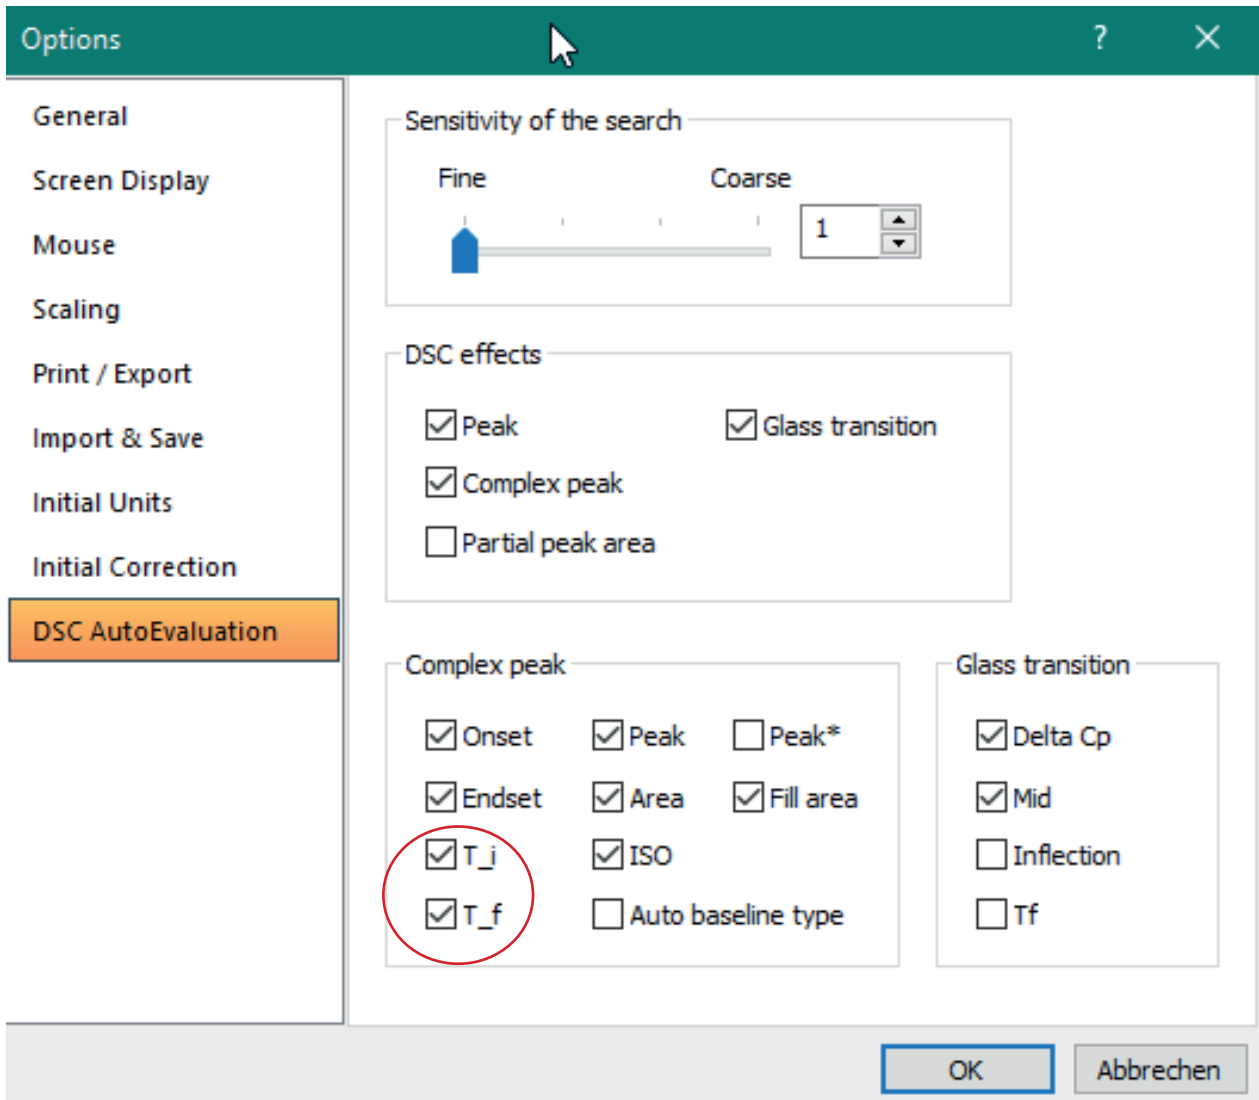 Options ?
General
Screen Display
Mouse
Scaling
Print / Export
Import & Save
Initial Units
Initial Correction
DSC AutoEvaluation
Sensitivity of the search
Fine Coarse
1
DSC effects
Peak Glass transition
Complex peak
Partial peak area
Complex peak
Onset Peak Peak*
Endset Area Fill area
T_i ISO
T_f Auto baseline type
Glass transition
Delta Cp
Mid
Inflection
Tf
OK Abbrechen